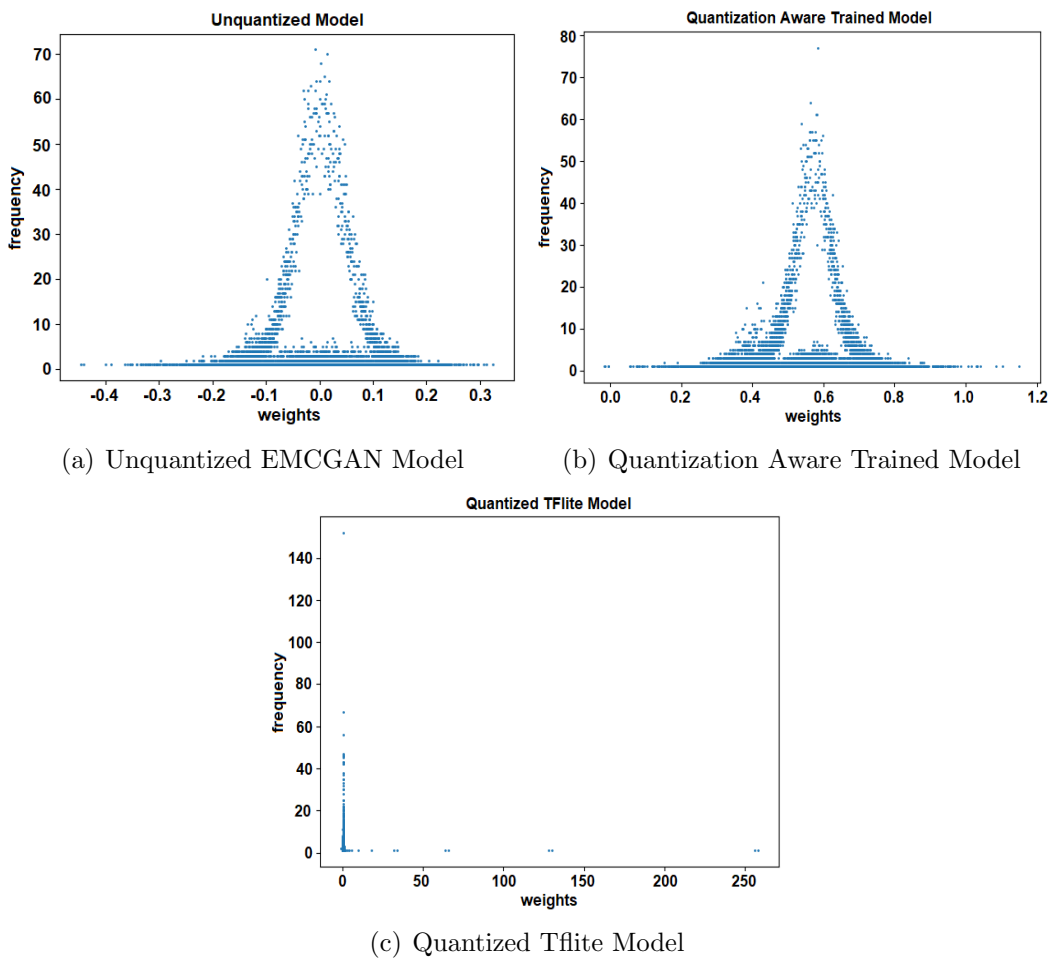 Unquantized Model
70
60
50
40
30
20
10
0
frequency
-0.4 -0.3 -0.2 -0.1 0.0 0.1 0.2 0.3
weights
(a) Unquantized EMCGAN Model
Quantization Aware Trained Model
80
70
60
50
40
30
20
10
0
frequency
0.0 0.2 0.4 0.6 0.8 1.0 1.2
weights
(b) Quantization Aware Trained Model
Quantized TFlite Model
140
120
100
80
60
40
20
0
frequency
0 50 100 150 200 250
weights
(c) Quantized Tflite Model